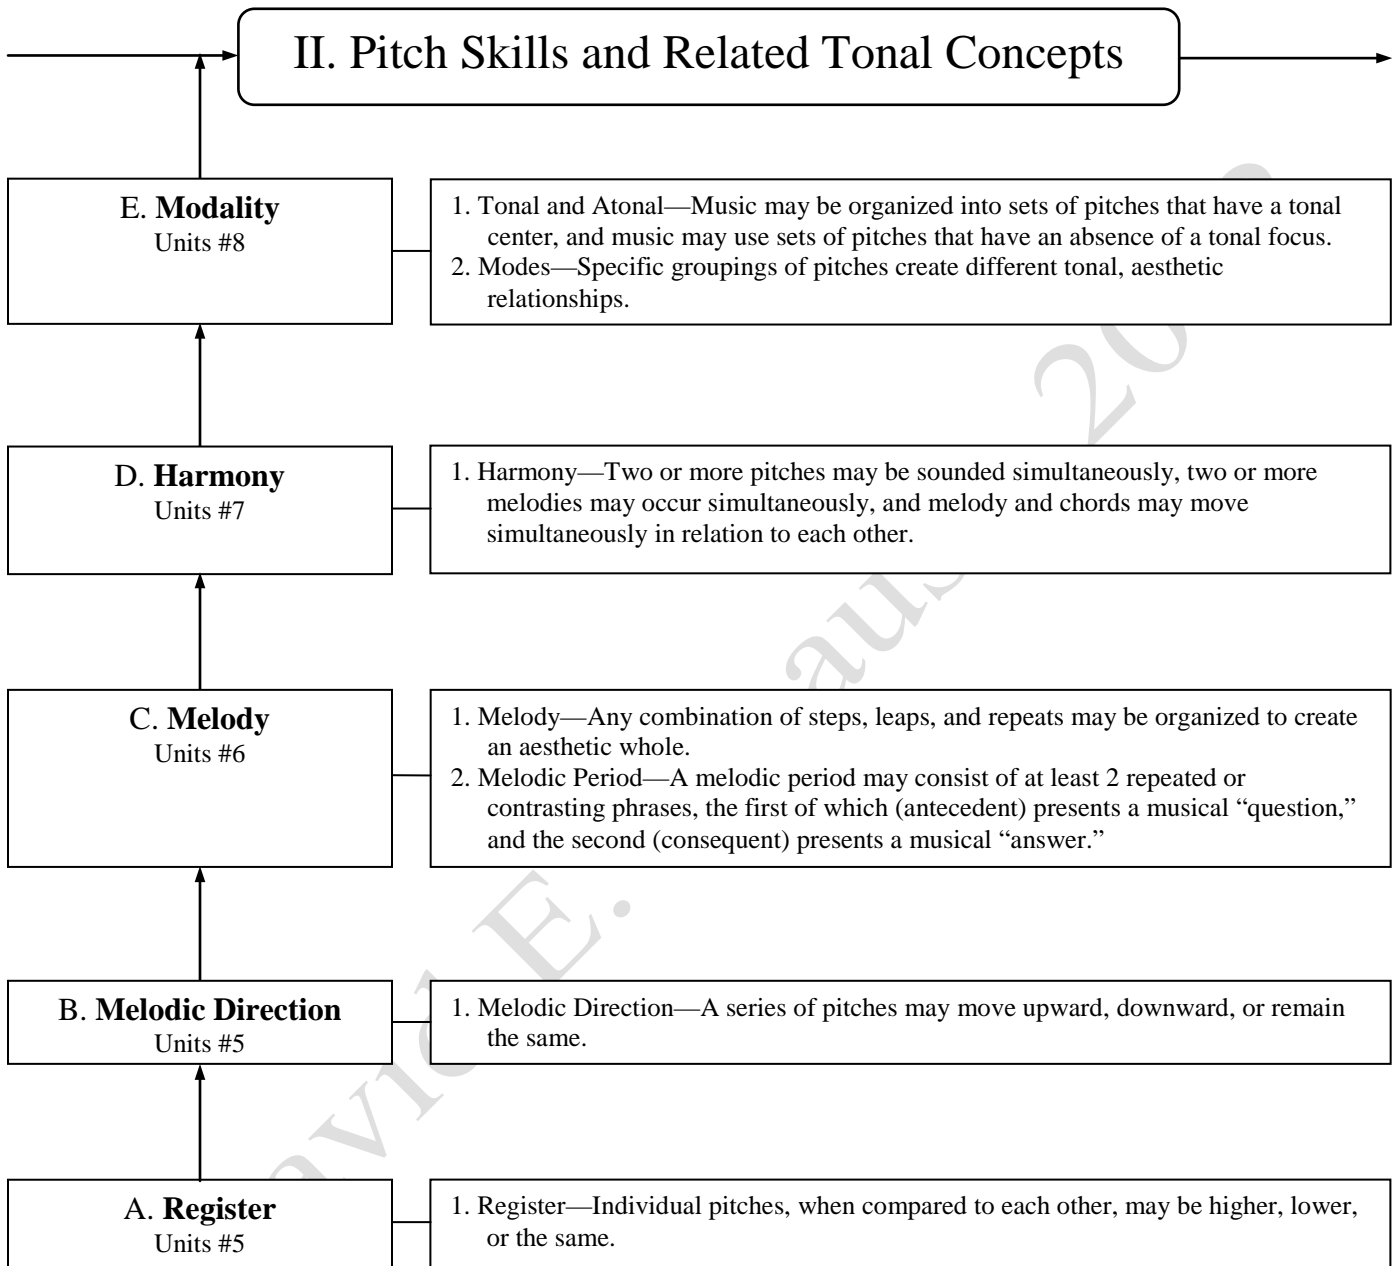 II. Pitch Skills and Related Tonal Concepts
E. Modality
Units #8
1. Tonal and Atonal—Music may be organized into sets of pitches that have a tonal
center, and music may use sets of pitches that have an absence of a tonal focus.
2. Modes—Specific groupings of pitches create different tonal, aesthetic
relationships.
D. Harmony
Units #7
1. Harmony—Two or more pitches may be sounded simultaneously, two or more
melodies may occur simultaneously, and melody and chords may move
simultaneously in relation to each other.
C. Melody
Units #6
1. Melody—Any combination of steps, leaps, and repeats may be organized to create
an aesthetic whole.
2. Melodic Period—A melodic period may consist of at least 2 repeated or
contrasting phrases, the first of which (antecedent) presents a musical “question,”
and the second (consequent) presents a musical “answer.”
B. Melodic Direction
Units #5
1. Melodic Direction—A series of pitches may move upward, downward, or remain
the same.
A. Register
Units #5
1. Register—Individual pitches, when compared to each other, may be higher, lower,
or the same.